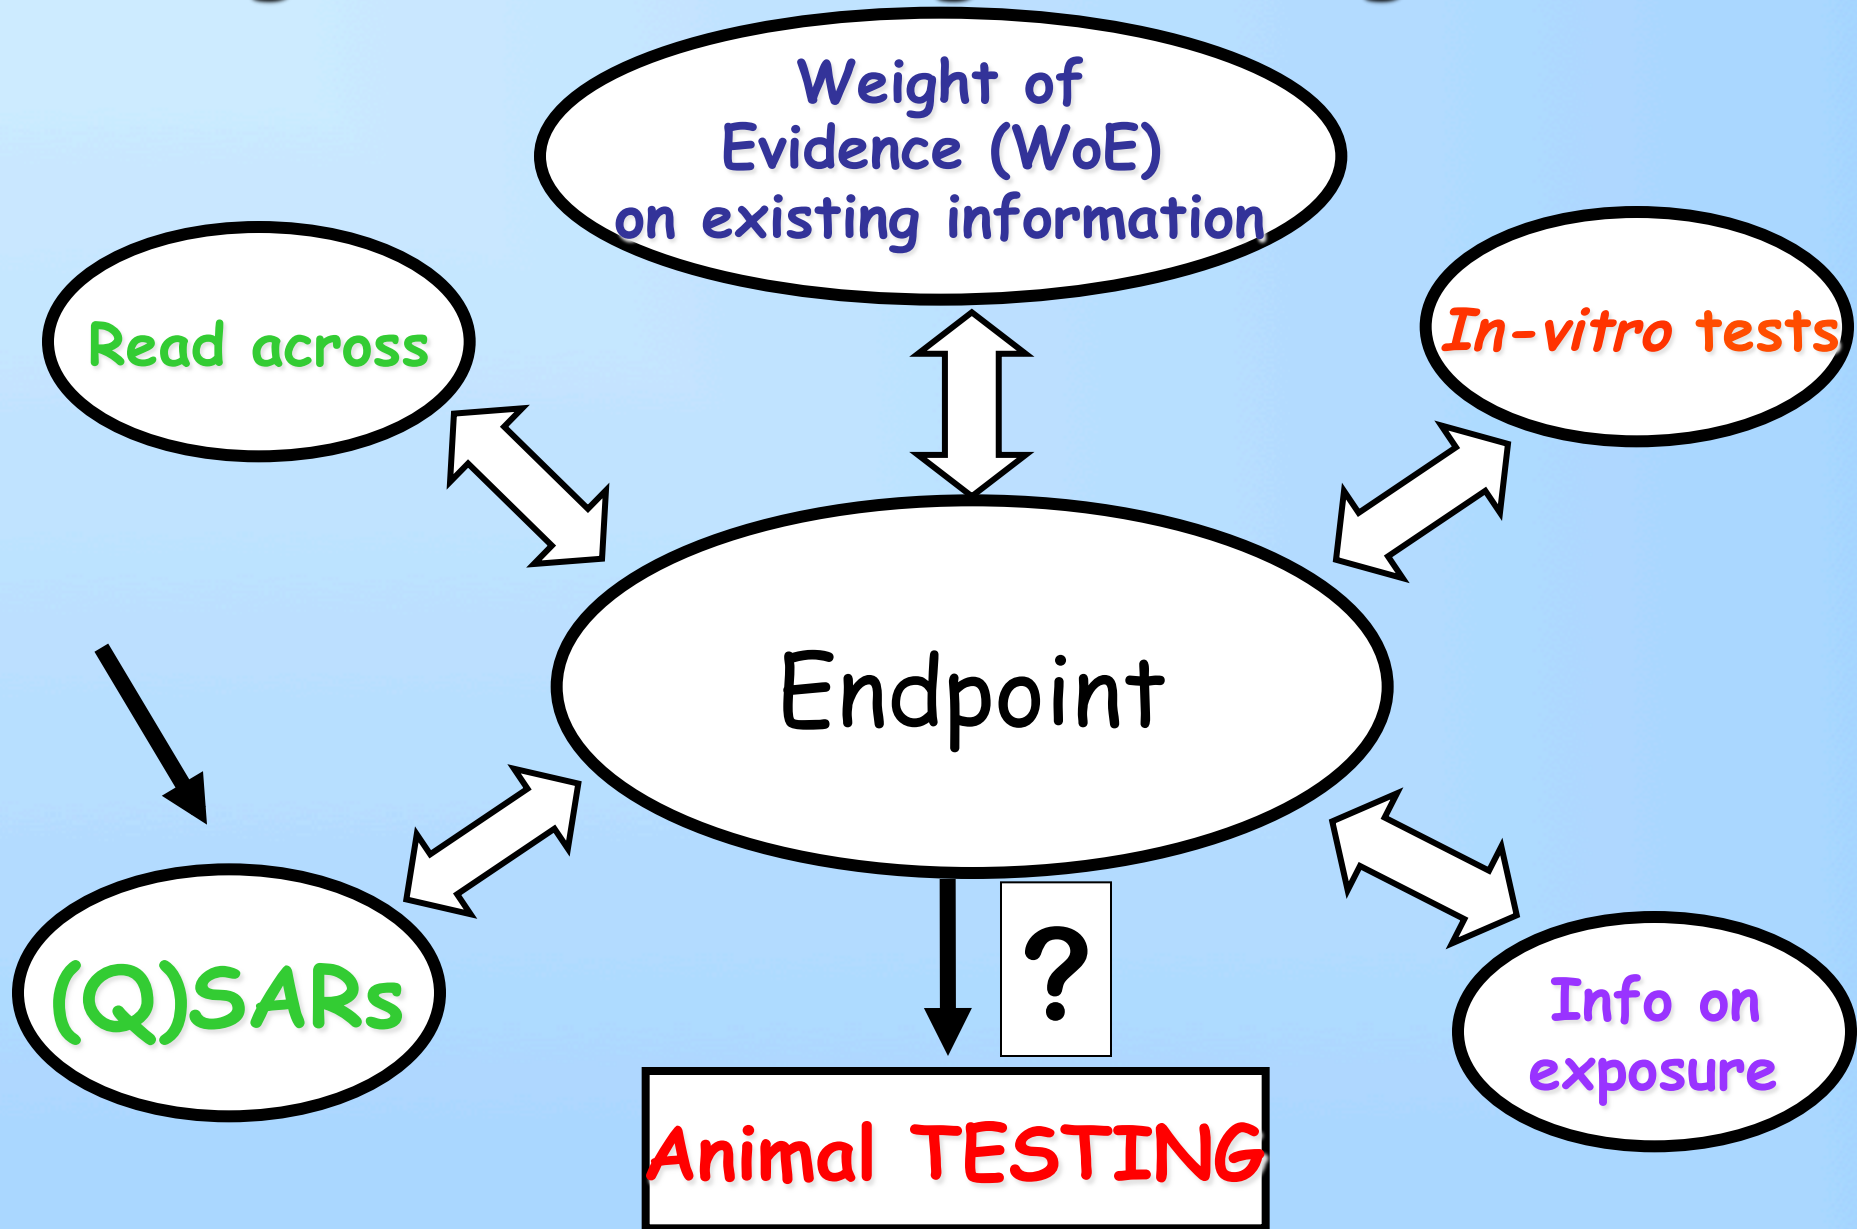 Weight of
Evidence (WoE)
on existing information
Read across
In-vitro tests
Endpoint
(Q)SARs
?
Info on
exposure
Animal TESTING